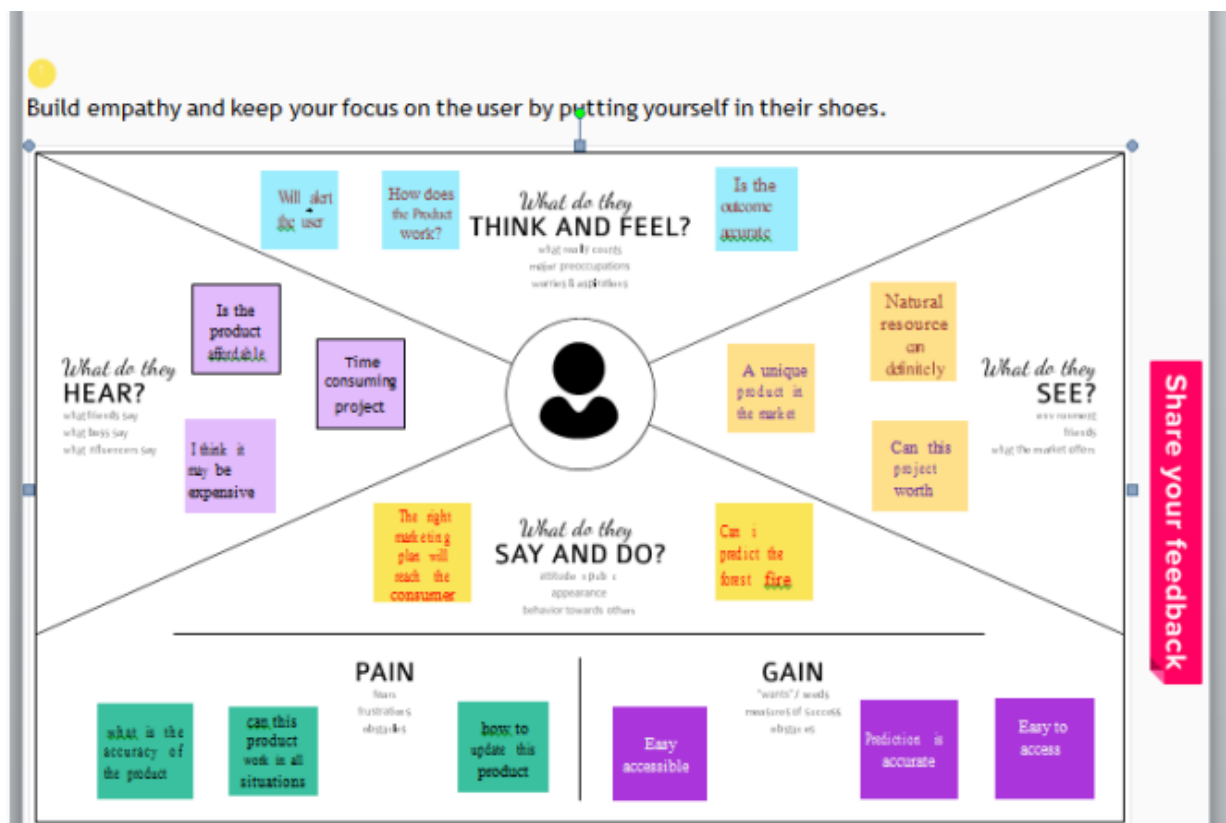 Build empathy and keep your focus on the user by putting yourself in their shoes.
Will alert
the user
How does
the Product
work?
What do they
THINK AND FEEL?
what really counts
major preoccupations
worries & aspirations
Is the
outcome
accurate
Is the
product
affordable
Time
consuming
project
What do they
HEAR?
what friends say
what boss say
what influencers say
I think it
may be
expensive
A unique
product in
the market
Natural
resource
can
definitely
What do they
SEE?
environment
friends
what the market offers
Can this
project
worth
The right
marketing
plan will
reach the
consumer
What do they
SAY AND DO?
attitude
appearance
behavior towards others
Can i
predict the
forest fire
PAIN
fears
frustrations
obstacles
what is the
accuracy of
the product
can this
product
work in all
situations
how to
update this
product
GAIN
"wants" / needs
measures of success
obstacles
Easy
accessible
Prediction is
accurate
Easy to
access
Share your feedback